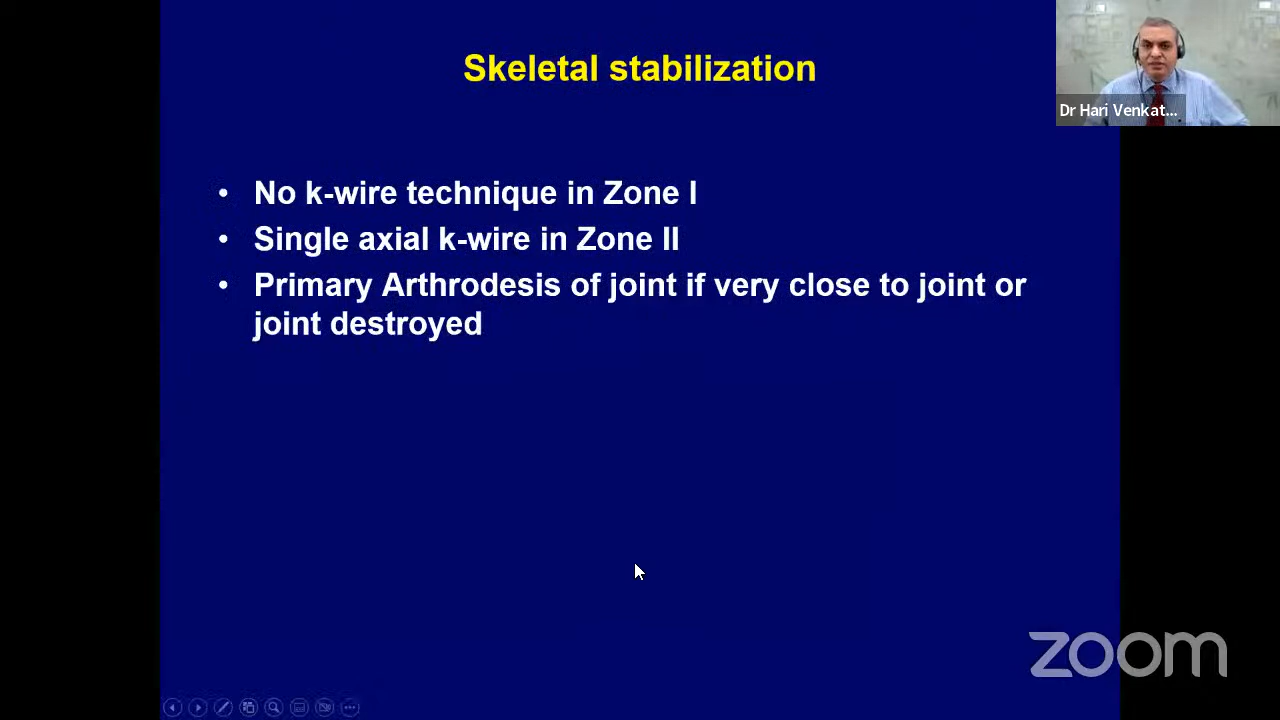 Skeletal stabilization
Dr Hari Venkat...
• No k-wire technique in Zone I
• Single axial k-wire in Zone II
• Primary Arthrodesis of joint if very close to joint or
joint destroyed
zoom